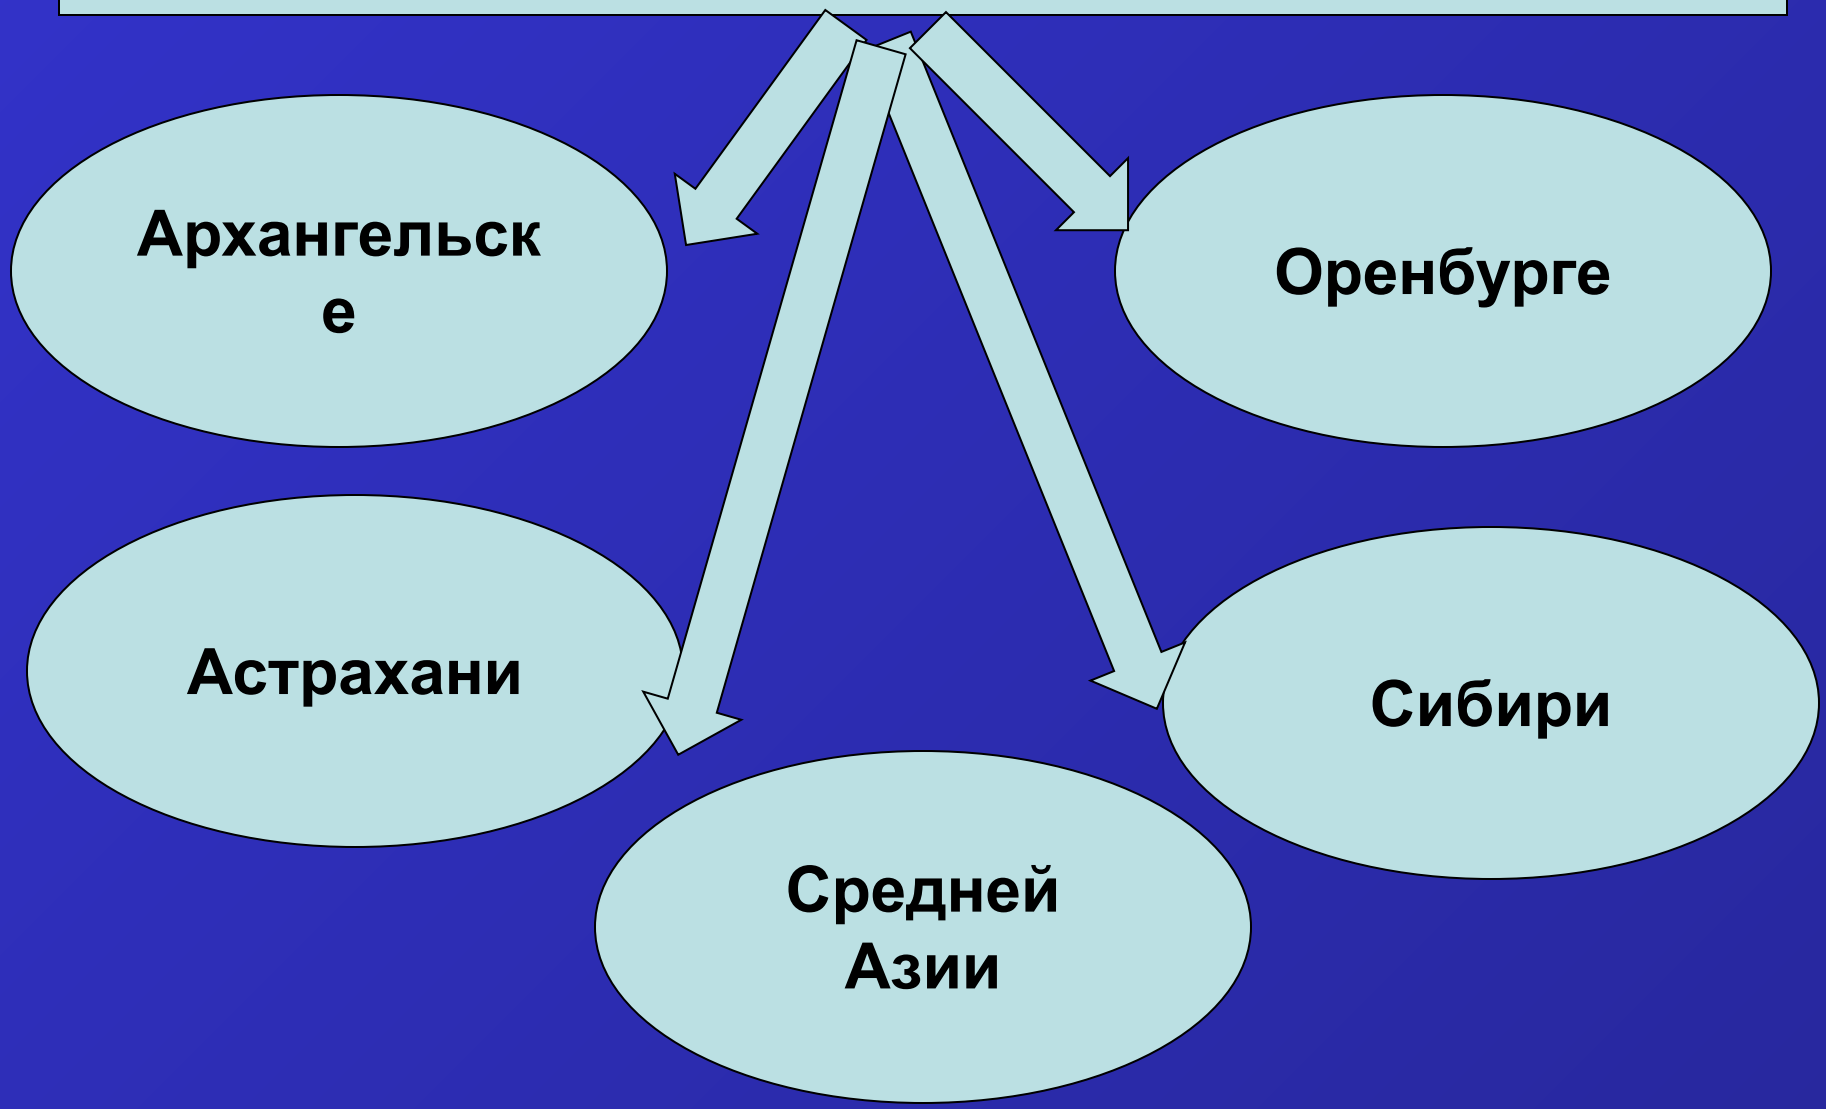 Архангельск
е
Оренбурге
Астрахани
Сибири
Средней
Азии